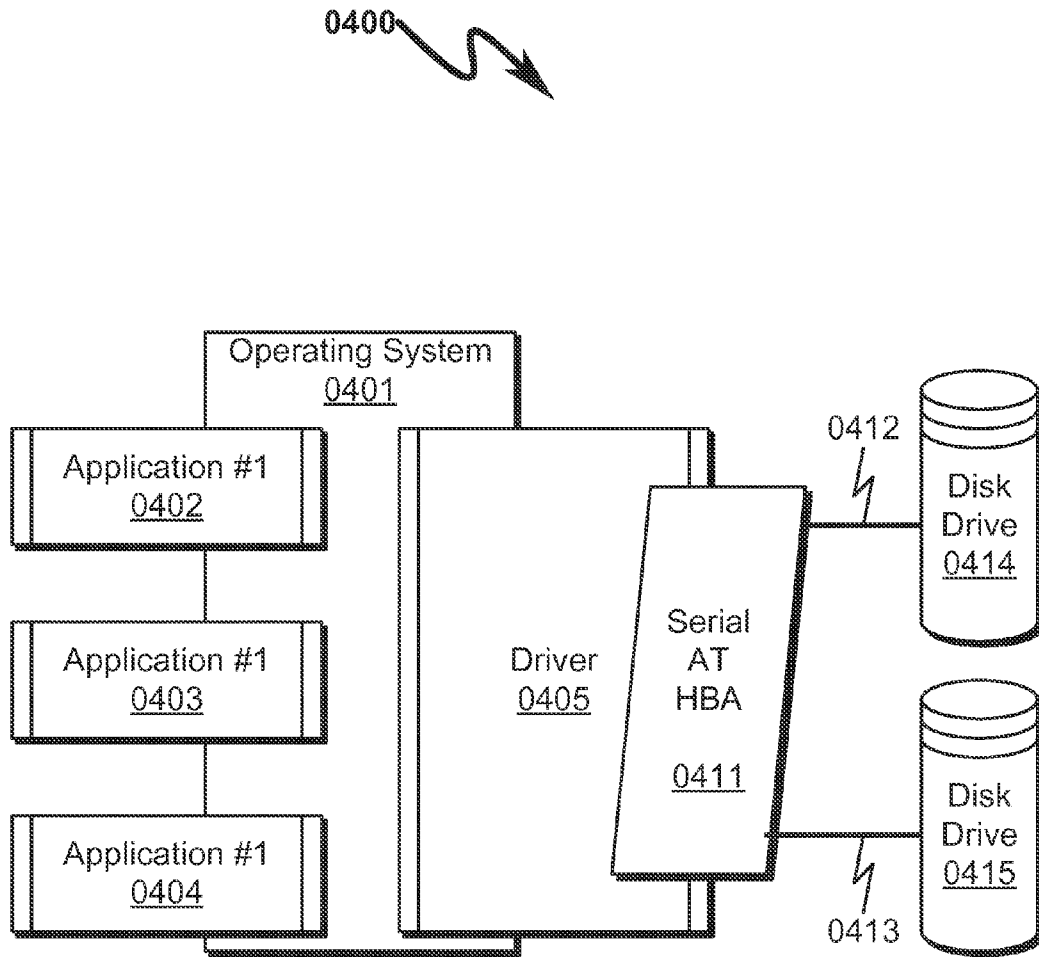 0400
Operating System
0401
Application #1
0402
Application #1
0403
Application #1
0404
Driver
0405
Serial
AT
HBA
0411
0412
Disk
Drive
0414
Disk
Drive
0415
0413